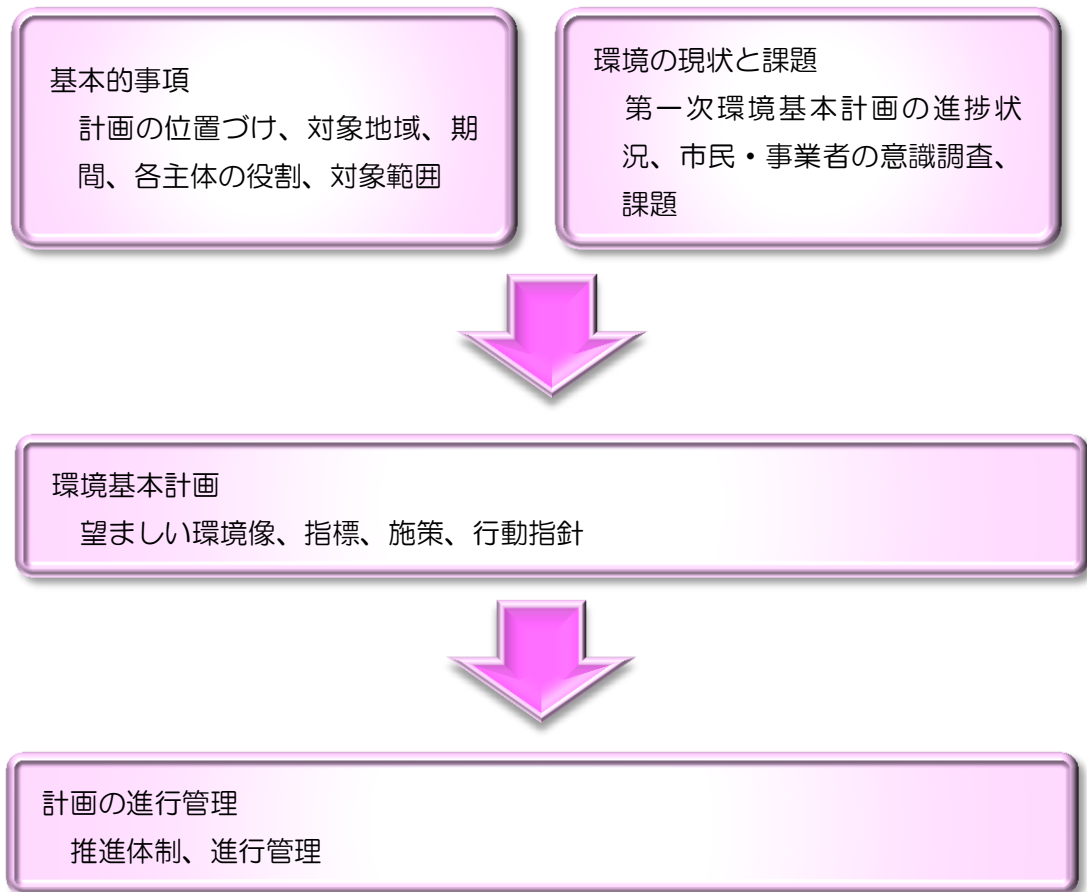 基本的事項
計画の位置づけ、対象地域、期
間、各主体の役割、対象範囲
環境の現状と課題
第一次環境基本計画の進捗状
況、市民・事業者の意識調査、
課題
環境基本計画
望ましい環境像、指標、施策、行動指針
計画の進行管理
推進体制、進行管理